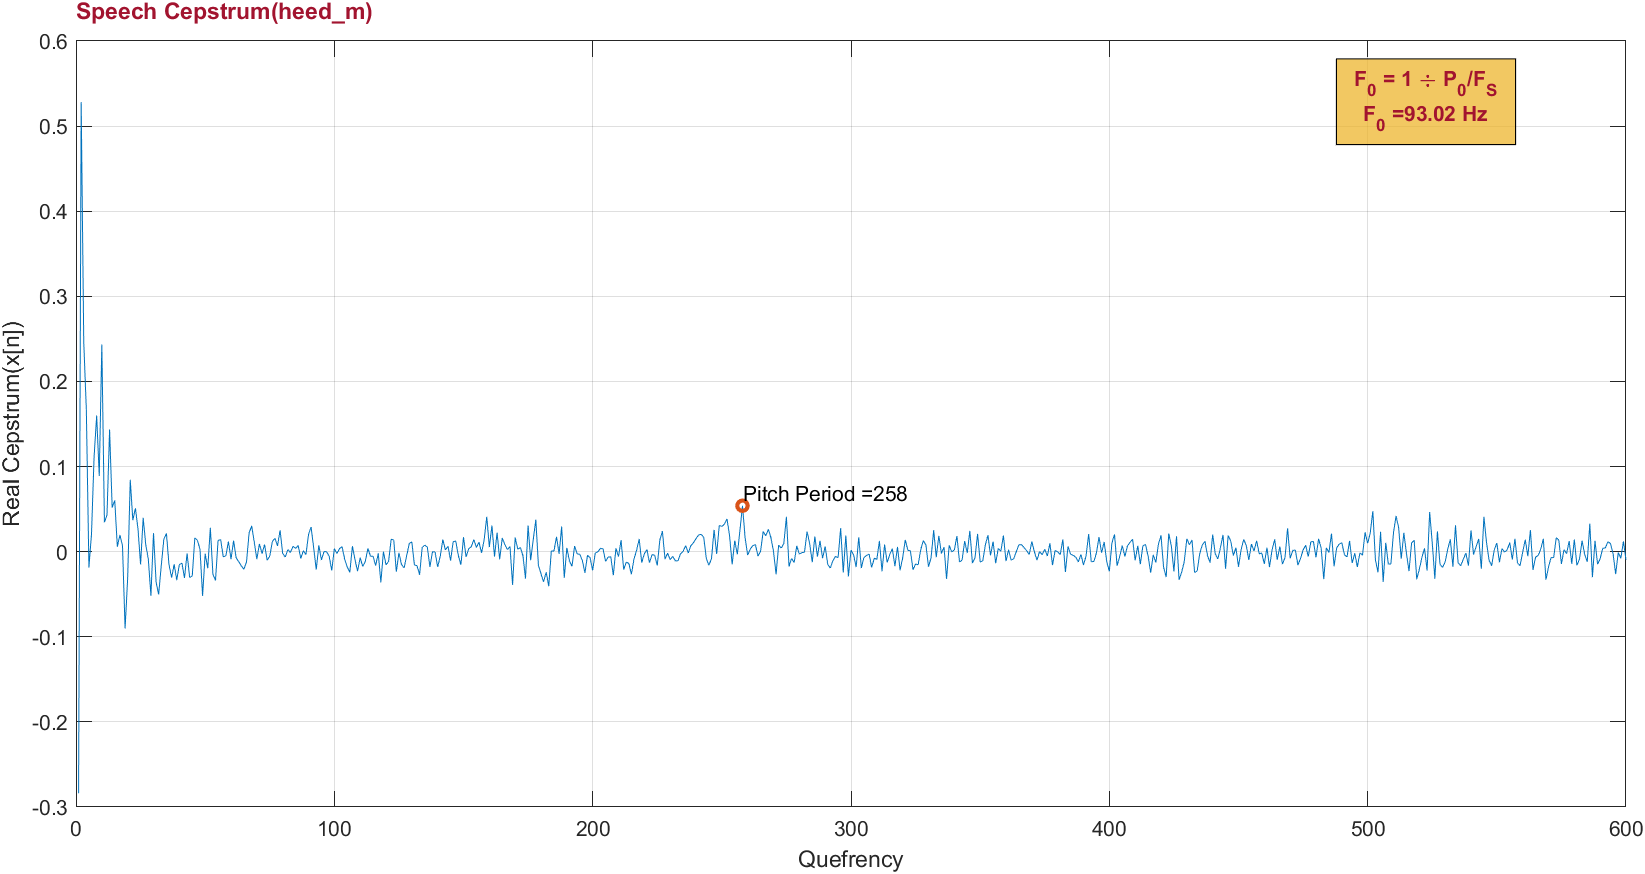 Speech Cepstrum(heed_m)
0.6
0.5
0.4
0.3
0.2
0.1
0
-0.1
-0.2
-0.3
Real Cepstrum(x[n])
F0 = 1 ÷ P0/FS
F0 =93.02 Hz
Pitch Period =258
0 100 200 300 400 500 600
Quefrency